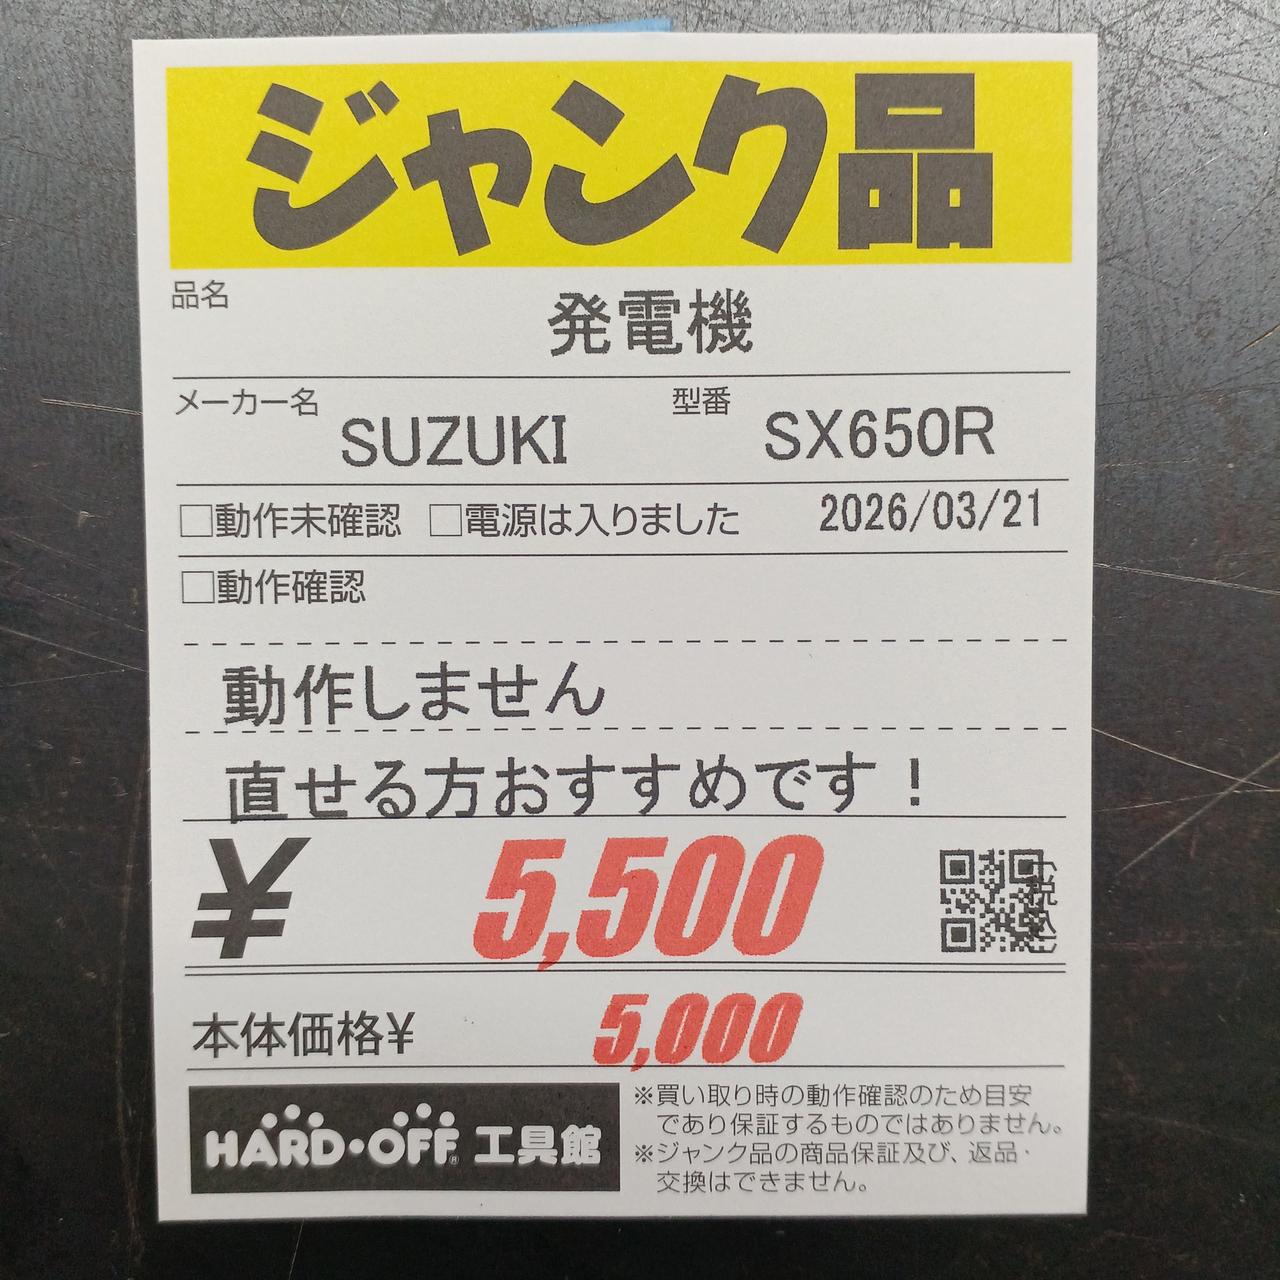 ジャンク品
品名 発電機
メーカー名 SUZUKI 型番 SX650R
□動作未確認 □電源は入りました 2026/03/21
□動作確認
動作しません
直せる方おすすめです！
¥ 5,500
本体価格¥ 5,000
HARD・OFF® 工具館
※買い取り時の動作確認のため目安
であり保証するものではありません。
※ジャンク品の商品保証及び、返品・
交換はできません。